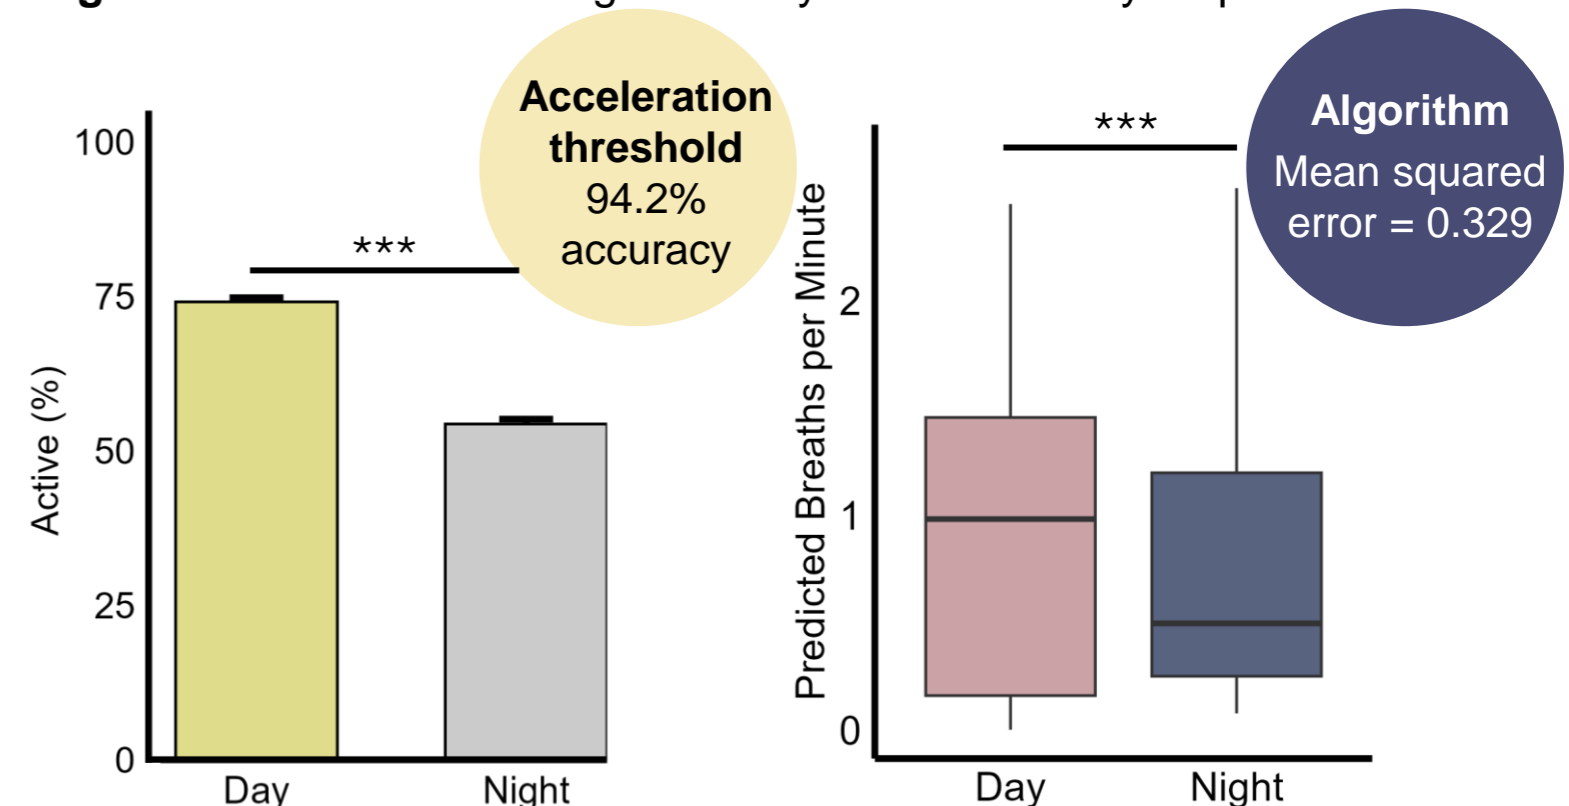 Acceleration
threshold
94.2%
accuracy
***
100
75
50
25
0
Active (%)
Day
Night
Algorithm
Mean squared
error = 0.329
***
2
1
0
Predicted Breaths per Minute
Day
Night